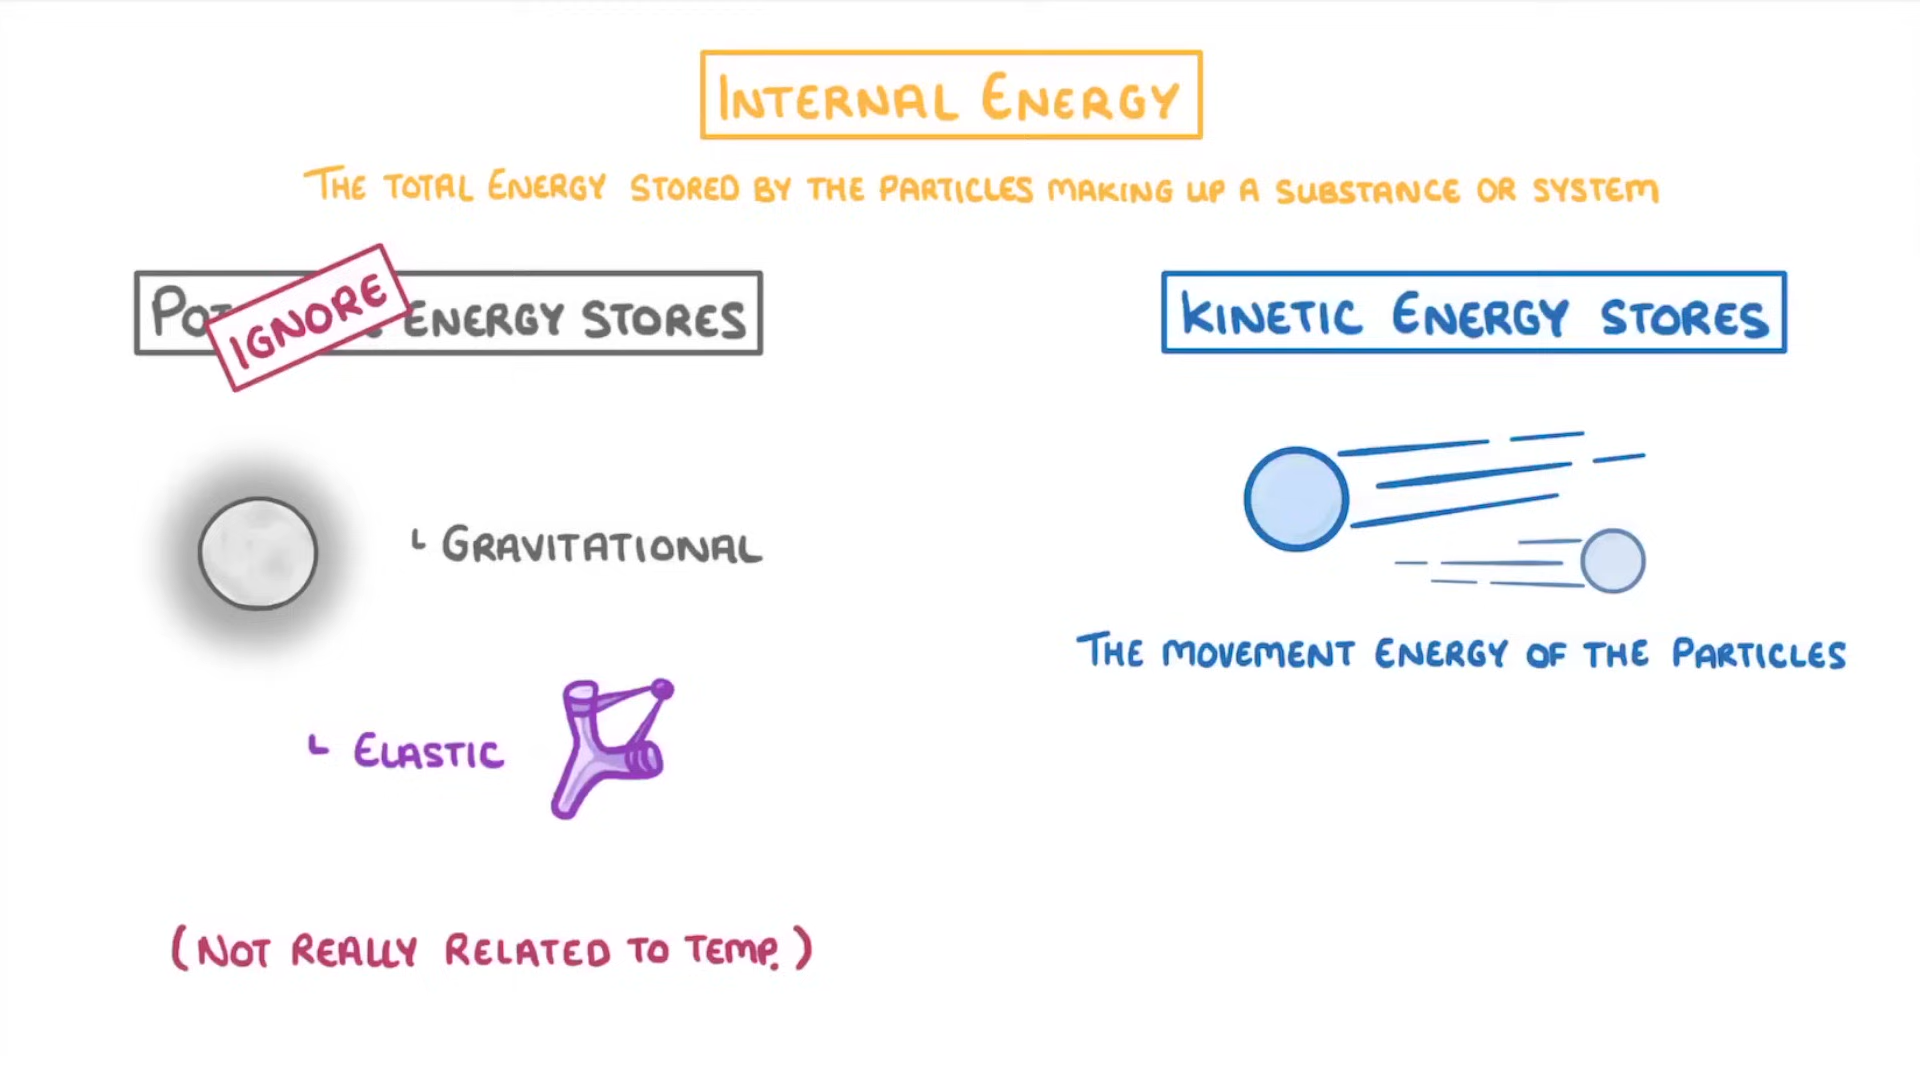 INTERNAL ENERGY
THE TOTAL ENERGY STORED BY THE PARTICLES MAKING UP A SUBSTANCE OR SYSTEM
IGNORE
ENERGY STORES
KINETIC ENERGY STORES
GRAVITATIONAL
THE MOVEMENT ENERGY OF THE PARTICLES
ELASTIC
(NOT REALLY RELATED TO TEMP.)